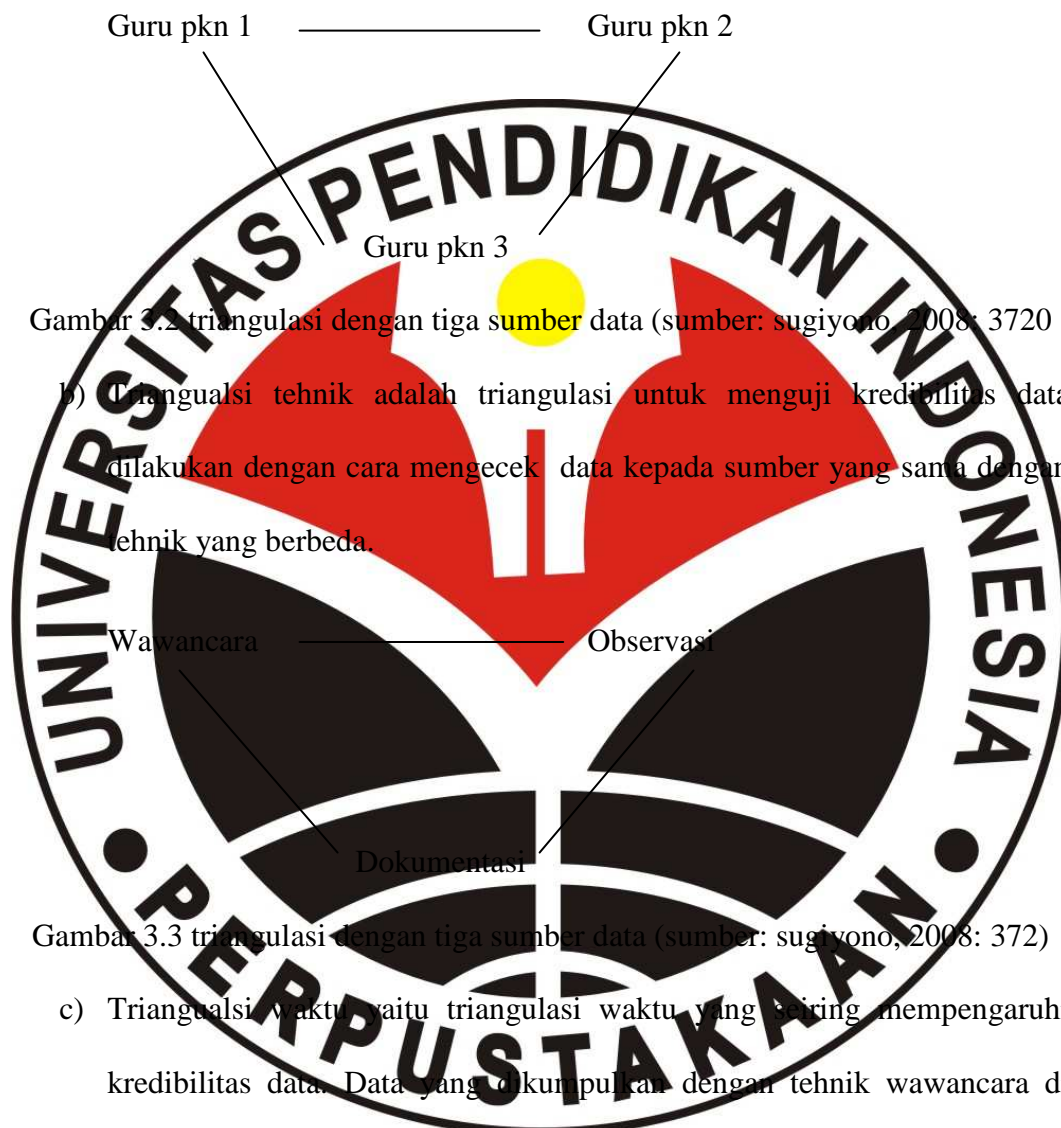 Guru pkn 1 Guru pkn 2
Guru pkn 3
Gambar 3.2 triangulasi dengan tiga sumber data (sumber: sugiyono, 2008: 3720
b) Triangualsi tehnik adalah triangulasi untuk menguji kredibilitas data
dilakukan dengan cara mengecek data kepada sumber yang sama dengan
tehnik yang berbeda.
Wawancara Observasi
Dokumentasi
Gambar 3.3 triangulasi dengan tiga sumber data (sumber: sugiyono, 2008: 372)
c) Triangualsi waktu yaitu triangulasi waktu yang seiring mempengaruh
kredibilitas data. Data yang dikumpulkan dengan tehnik wawancara d
UNIVERSITAS PENDIDIKAN INDONESIA
PERPUSTAKAAN